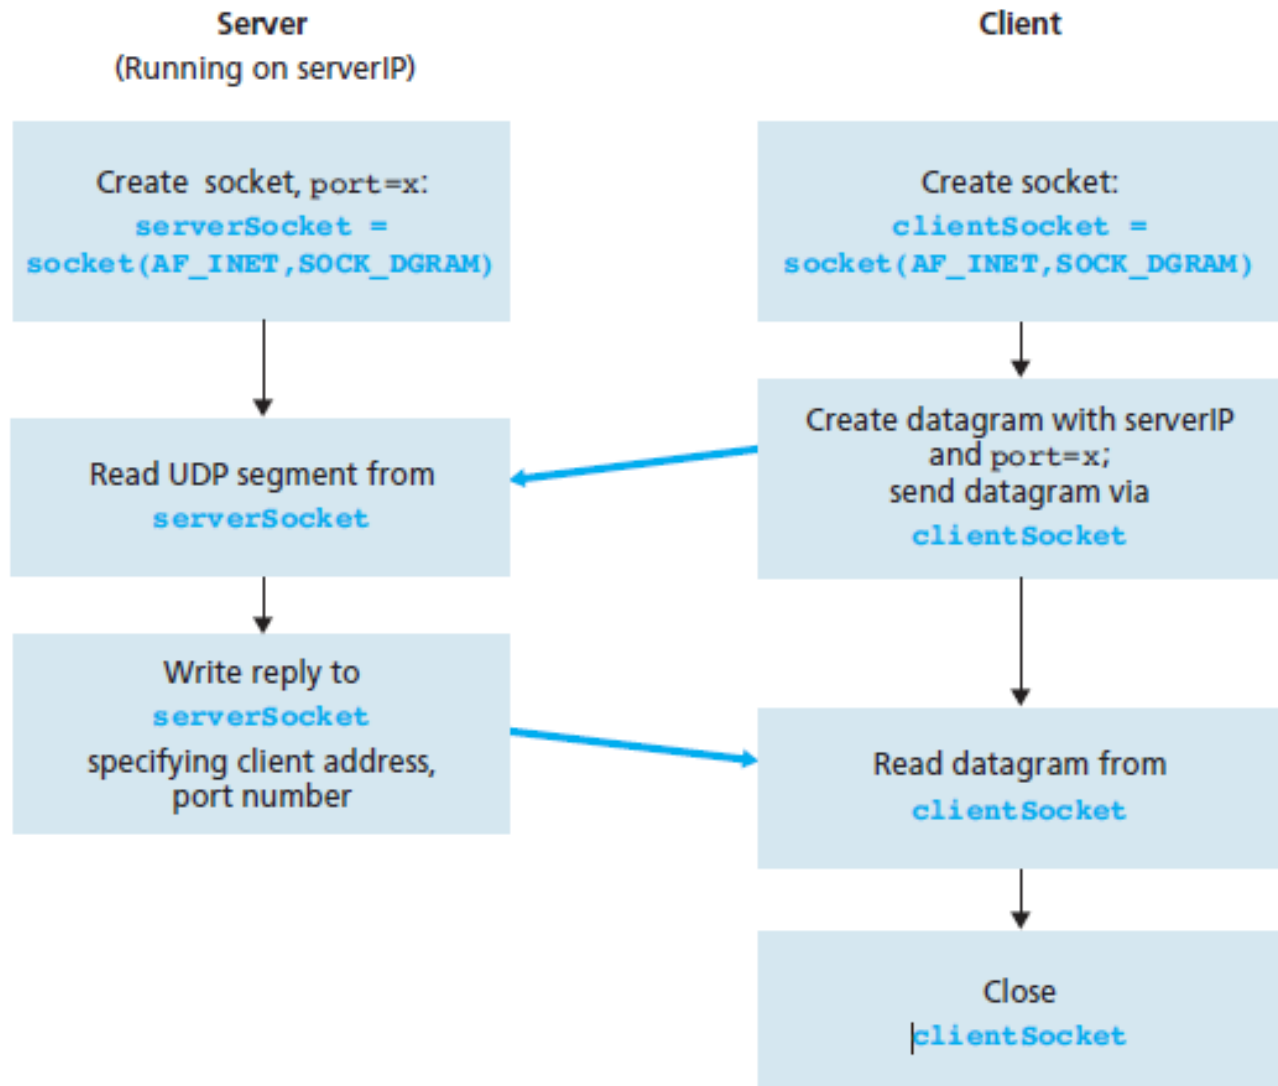 Server
(Running on serverIP)
Create socket, port=x:
serverSocket =
socket(AF_INET,SOCK_DGRAM)
Read UDP segment from
serverSocket
Write reply to
serverSocket
specifying client address,
port number
Client
Create socket:
clientSocket =
socket(AF_INET,SOCK_DGRAM)
Create datagram with serverIP
and port=x;
send datagram via
clientSocket
Read datagram from
clientSocket
Close
clientSocket